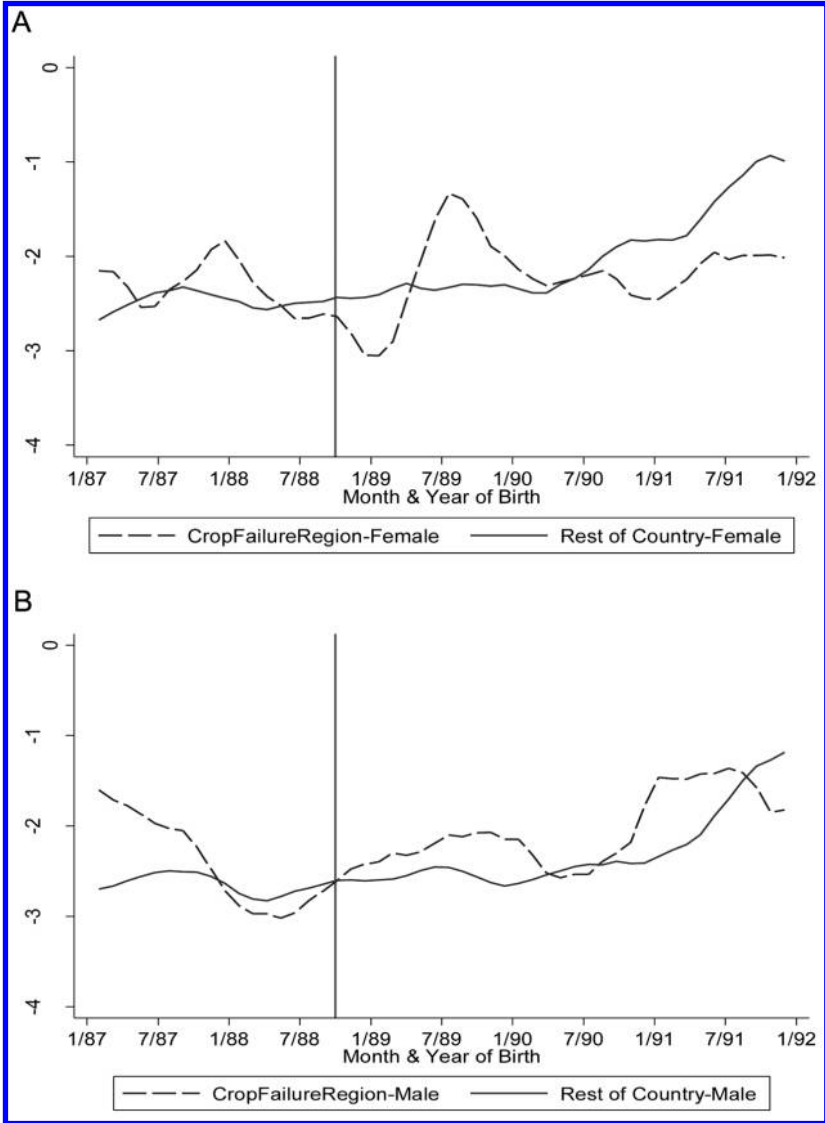 A
0
-1
-2
-3
-4
1/87 7/87 1/88 7/88 1/89 7/89 1/90 7/90 1/91 7/91 1/92
Month & Year of Birth
CropFailureRegion-Female Rest of Country-Female
B
0
-1
-2
-3
-4
1/87 7/87 1/88 7/88 1/89 7/89 1/90 7/90 1/91 7/91 1/92
Month & Year of Birth
CropFailureRegion-Male Rest of Country-Male